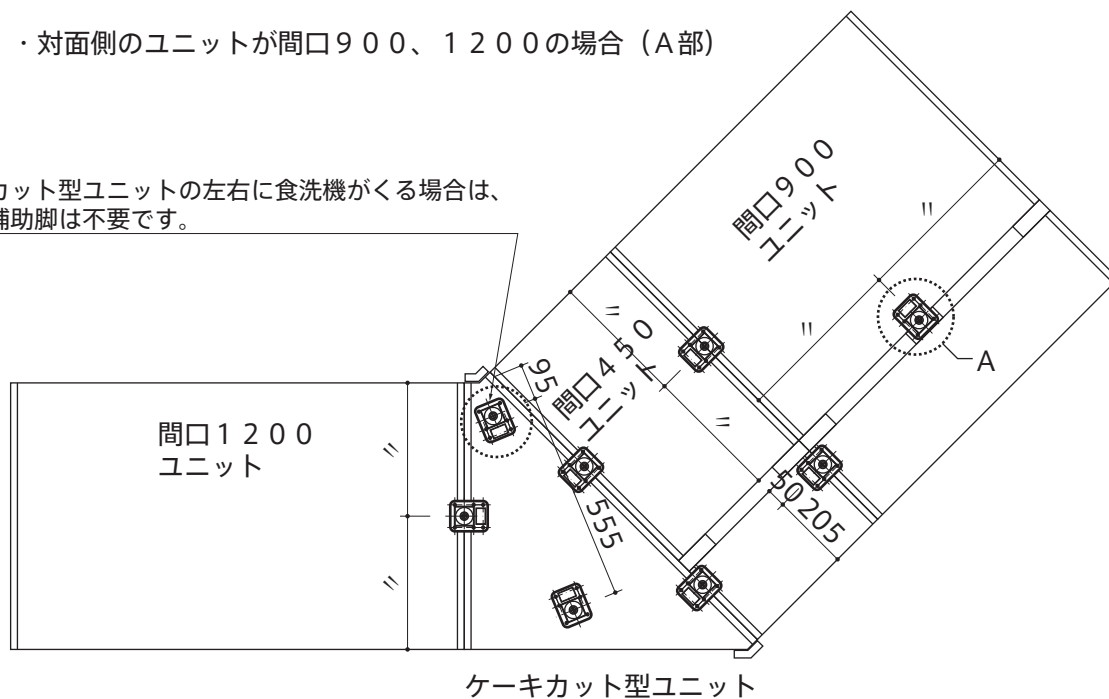 ・対面側のユニットが間口９００、１２００の場合（Ａ部）
カット型ユニットの左右に食洗機がくる場合は、
補助脚は不要です。
間口９００
ユニット
〃
〃
A
〃
間口４５０
ユニット
〃
95
555
50
205
間口１２００
ユニット
〃
〃
ケーキカット型ユニット